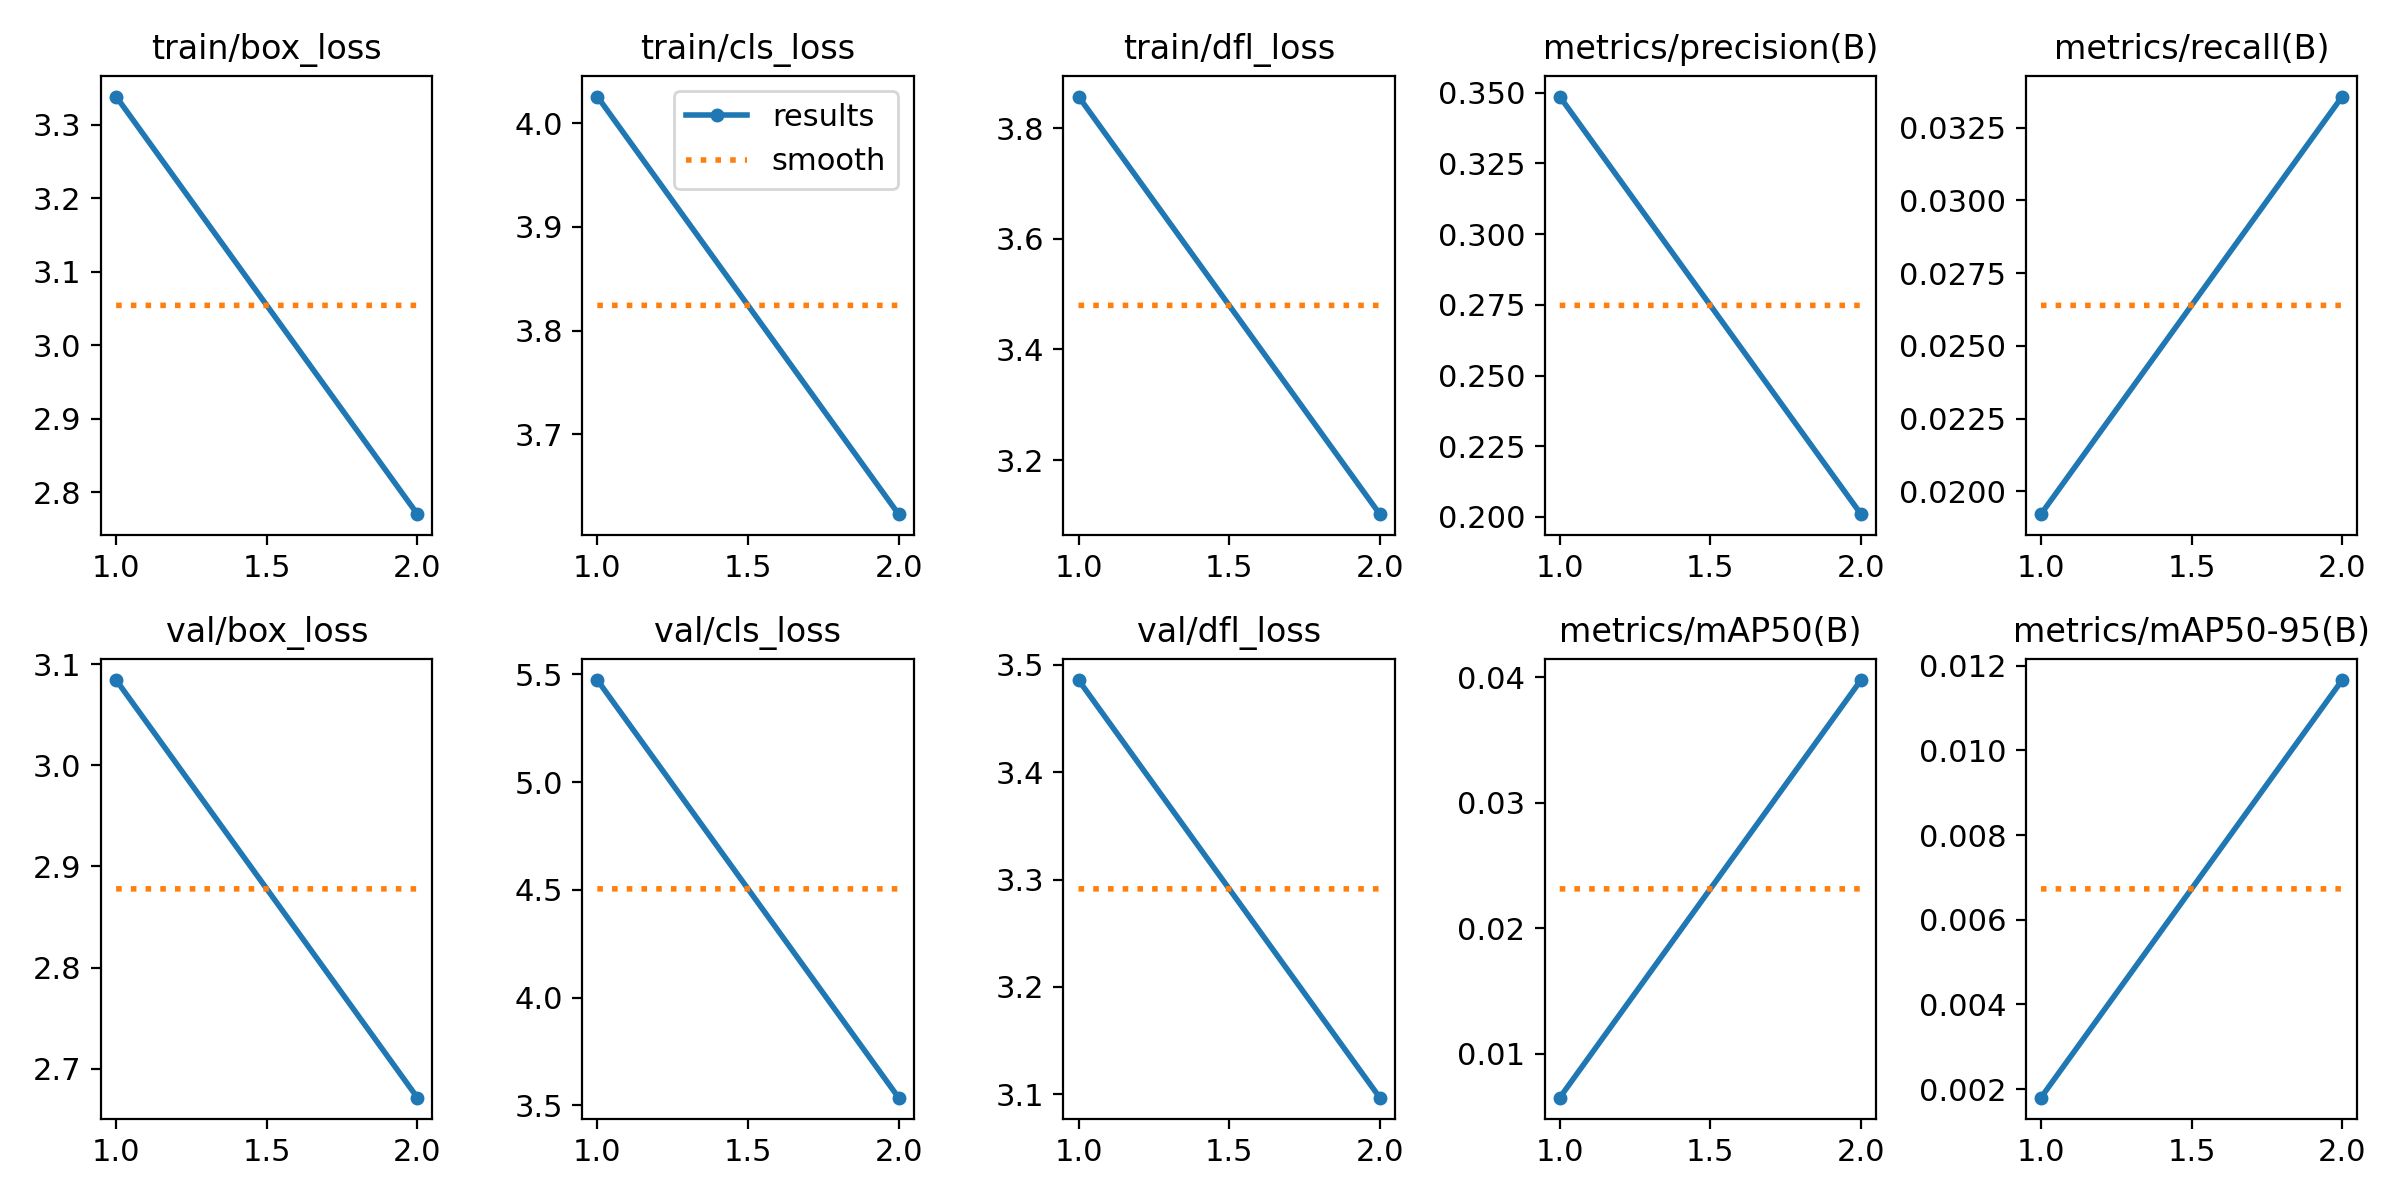 train/box_loss
3.3
3.2
3.1
3.0
2.9
2.8
1.0 1.5 2.0
train/cls_loss
results
smooth
4.0
3.9
3.8
3.7
1.0 1.5 2.0
train/dfl_loss
3.8
3.6
3.4
3.2
1.0 1.5 2.0
metrics/precision(B)
0.350
0.325
0.300
0.275
0.250
0.225
0.200
1.0 1.5 2.0
metrics/recall(B)
0.0325
0.0300
0.0275
0.0250
0.0225
0.0200
1.0 1.5 2.0
val/box_loss
3.1
3.0
2.9
2.8
2.7
1.0 1.5 2.0
val/cls_loss
5.5
5.0
4.5
4.0
3.5
1.0 1.5 2.0
val/dfl_loss
3.5
3.4
3.3
3.2
3.1
1.0 1.5 2.0
metrics/mAP50(B)
0.04
0.03
0.02
0.01
1.0 1.5 2.0
metrics/mAP50-95(B)
0.012
0.010
0.008
0.006
0.004
0.002
1.0 1.5 2.0